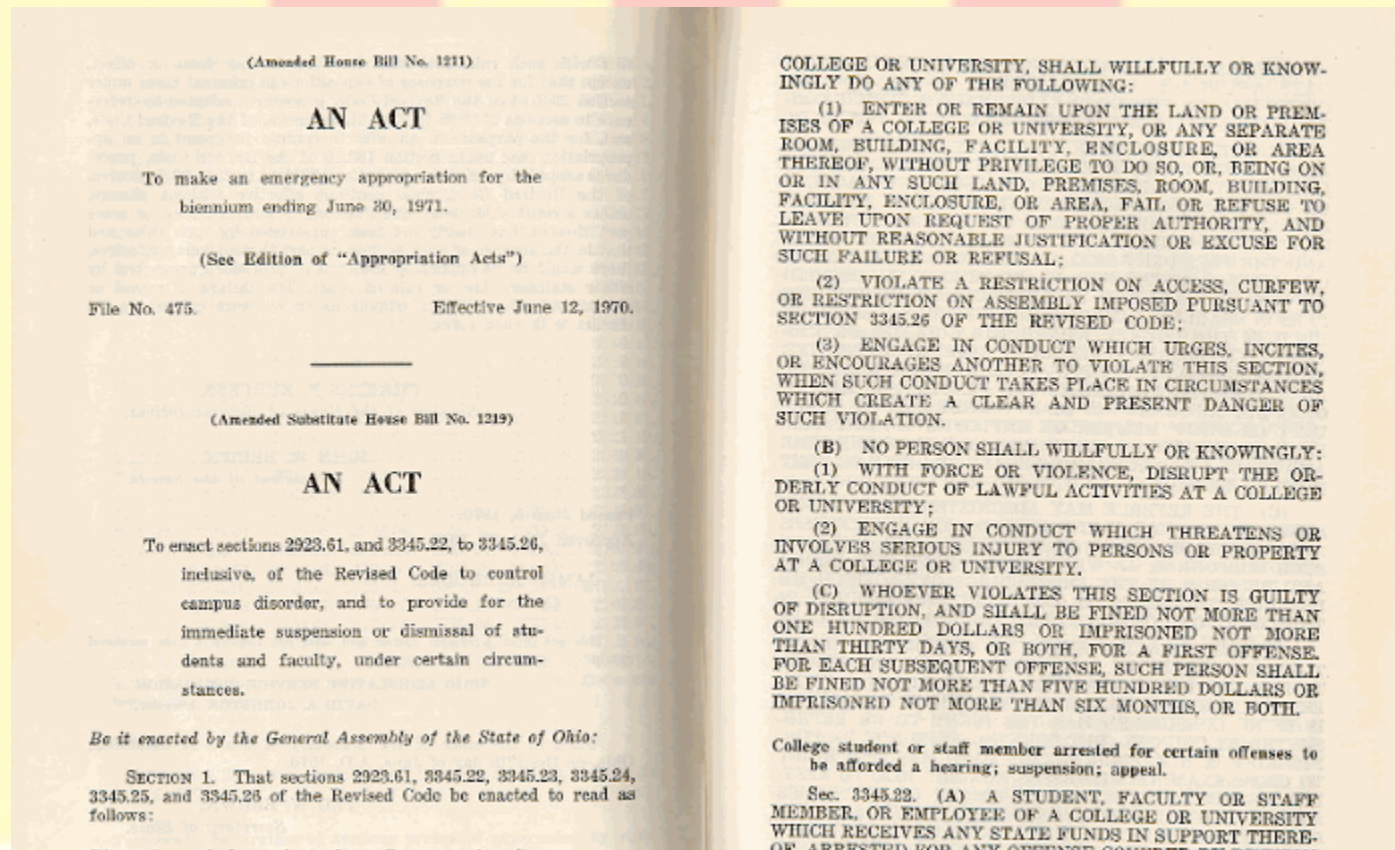 (Amended House Bill No. 1211)
AN ACT
To make an emergency appropriation for the
biennium ending June 30, 1971.
(See Edition of "Appropriation Acts")
File No. 475. Effective June 12, 1970.
(Amended Substitute House Bill No. 1219)
AN ACT
To enact sections 2923.61, and 3345.22, to 3345.26,
inclusive, of the Revised Code to control
campus disorder, and to provide for the
immediate suspension or dismissal of stu-
dents and faculty, under certain circum-
stances.
Be it enacted by the General Assembly of the State of Ohio:
SECTION 1. That sections 2923.61, 3345.22, 3345.23, 3345.24,
3345.25, and 3345.26 of the Revised Code be enacted to read as
follows:
COLLEGE OR UNIVERSITY, SHALL WILLFULLY OR KNOW-
INGLY DO ANY OF THE FOLLOWING:
(1) ENTER OR REMAIN UPON THE LAND OR PREM-
ISES OF A COLLEGE OR UNIVERSITY, OR ANY SEPARATE
ROOM, BUILDING, FACILITY, ENCLOSURE, OR AREA
THEREOF, WITHOUT PRIVILEGE TO DO SO, OR, BEING ON
OR IN ANY SUCH LAND, PREMISES, ROOM, BUILDING,
FACILITY, ENCLOSURE, OR AREA, FAIL OR REFUSE TO
LEAVE UPON REQUEST OF PROPER AUTHORITY, AND
WITHOUT REASONABLE JUSTIFICATION OR EXCUSE FOR
SUCH FAILURE OR REFUSAL;
(2) VIOLATE A RESTRICTION ON ACCESS, CURFEW,
OR RESTRICTION ON ASSEMBLY IMPOSED PURSUANT TO
SECTION 3345.26 OF THE REVISED CODE;
(3) ENGAGE IN CONDUCT WHICH URGES, INCITES,
OR ENCOURAGES ANOTHER TO VIOLATE THIS SECTION,
WHEN SUCH CONDUCT TAKES PLACE IN CIRCUMSTANCES
WHICH CREATE A CLEAR AND PRESENT DANGER OF
SUCH VIOLATION.
(B) NO PERSON SHALL WILLFULLY OR KNOWINGLY:
(1) WITH FORCE OR VIOLENCE, DISRUPT THE OR-
DERLY CONDUCT OF LAWFUL ACTIVITIES AT A COLLEGE
OR UNIVERSITY;
(2) ENGAGE IN CONDUCT WHICH THREATENS OR
INVOLVES SERIOUS INJURY TO PERSONS OR PROPERTY
AT A COLLEGE OR UNIVERSITY.
(C) WHOEVER VIOLATES THIS SECTION IS GUILTY
OF DISRUPTION, AND SHALL BE FINED NOT MORE THAN
ONE HUNDRED DOLLARS OR IMPRISONED NOT MORE
THAN THIRTY DAYS, OR BOTH, FOR A FIRST OFFENSE.
FOR EACH SUBSEQUENT OFFENSE, SUCH PERSON SHALL
BE FINED NOT MORE THAN FIVE HUNDRED DOLLARS OR
IMPRISONED NOT MORE THAN SIX MONTHS, OR BOTH.
College student or staff member arrested for certain offenses to
be afforded a hearing; suspension; appeal.
Sec. 3345.22. (A) A STUDENT, FACULTY OR STAFF
MEMBER, OR EMPLOYEE OF A COLLEGE OR UNIVERSITY
WHICH RECEIVES ANY STATE FUNDS IN SUPPORT THERE-